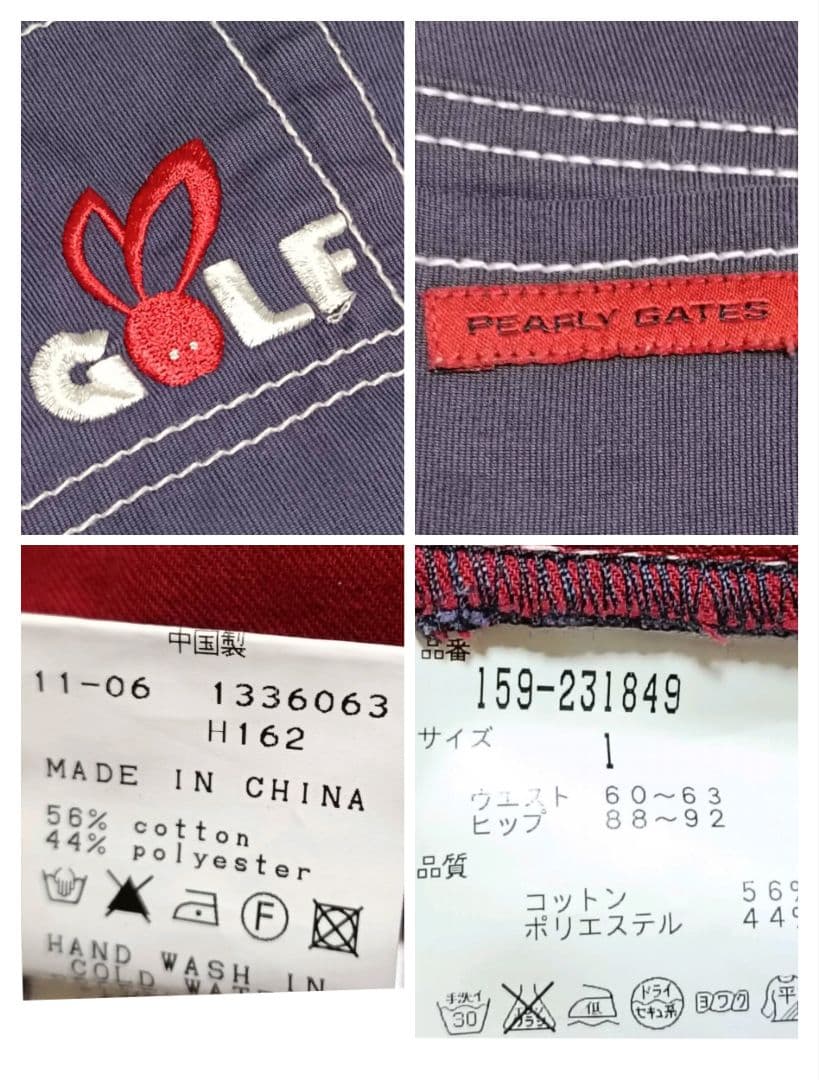 GOLF
PEARLY GATES
中国製
11-06 1336063
H162
MADE IN CHINA
56% cotton
44% polyester
F
HAND WASH IN
COLD
品番
159-231849
サイズ
1
ウエスト 60～63
ヒップ 88～92
品質
コットン 56%
ポリエステル 44%
手洗イ
30
低
ドライ
セキユ系
ヨワク
平